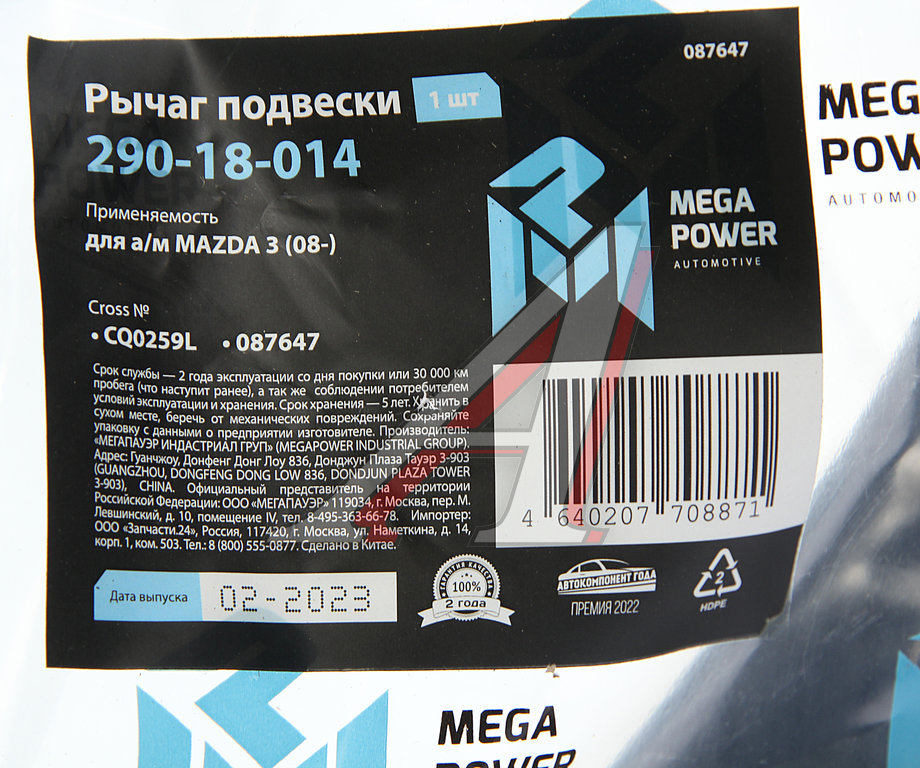 087647
Рычаг подвески 1 шт
290-18-014
Применяемость
для а/м MAZDA 3 (08-)
MEGA
POWER
AUTOMOTIVE
Cross №
• CQ0259L • 087647
Срок службы — 2 года эксплуатации со дня покупки или 30 000 км
пробега (что наступит ранее), а так же соблюдении потребителем
условий эксплуатации и хранения. Срок хранения — 5 лет. Хранить в
сухом месте, беречь от механических повреждений. Сохраняйте
упаковку с данными о предприятии изготовителе. Производитель:
«МЕГАПАУЭР ИНДАСТРИАЛ ГРУП» (MEGAPOWER INDUSTRIAL GROUP).
Адрес: Гуанчжоу, Донфенг Донг Лоу 836, Донджун Плаза Тауэр 3-903
(GUANGZHOU, DONGFENG DONG LOW 836, DONDJUN PLAZA TOWER
3-903), CHINA. Официальный представитель на территории
Российской Федерации: ООО «МЕГАПАУЭР» 119034, г. Москва, пер. М.
Левшинский, д. 10, помещение IV, тел. 8-495-363-66-78. Импортер:
ООО «Запчасти.24», Россия, 117420, г. Москва, ул. Наметкина, д. 14,
корп. 1, ком. 503. Тел.: 8 (800) 555-0877. Сделано в Китае.
4 640207 708871
Дата выпуска 02-2023
ГАРАНТИЯ КАЧЕСТВА
100%
2 года
АВТОКОМПОНЕНТ ГОДА
ПРЕМИЯ 2022
2
HDPE
MEG
POW
AUTOMO
MEGA
POWER